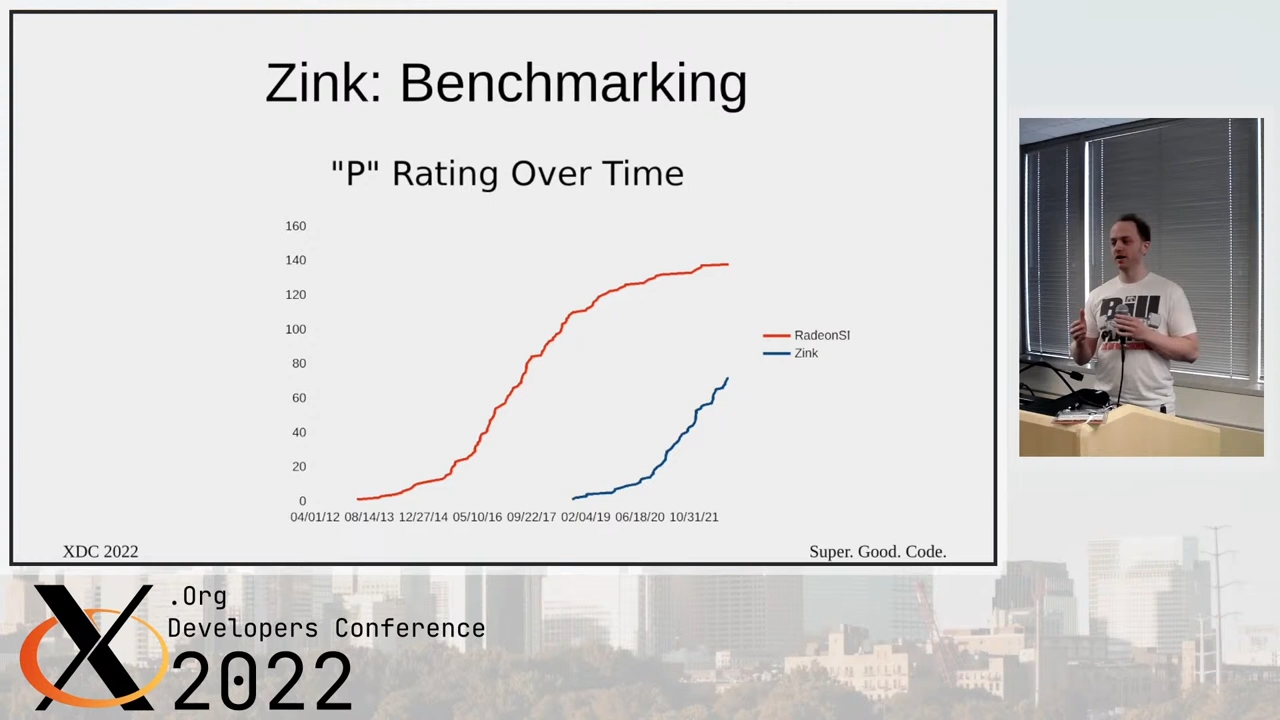 Zink: Benchmarking
"P" Rating Over Time
160
140
120
100
80
60
40
20
0
04/01/12 08/14/13 12/27/14 05/10/16 09/22/17 02/04/19 06/18/20 10/31/21
RadeonSI
Zink
XDC 2022
Super. Good. Code.
Bill
X.Org
Developers Conference
2022